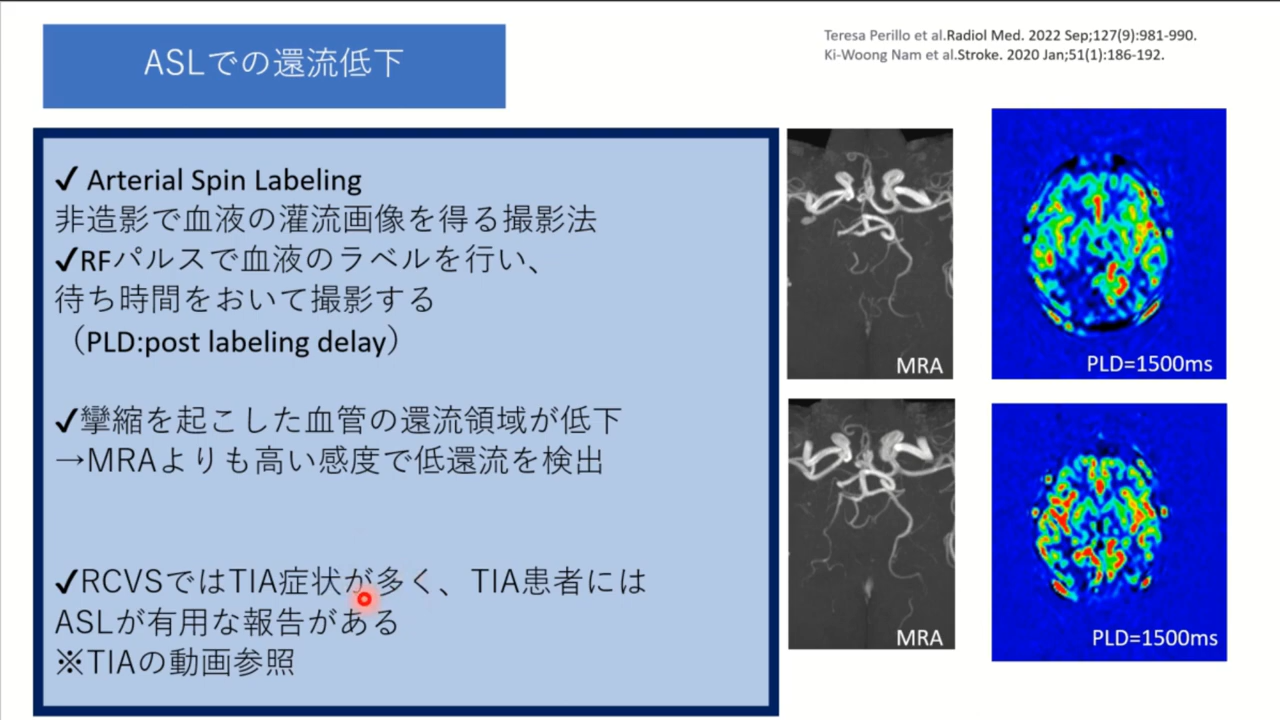 ASLでの還流低下
Teresa Perillo et al.Radiol Med. 2022 Sep;127(9):981-990.
Ki-Woong Nam et al.Stroke. 2020 Jan;51(1):186-192.
✓ Arterial Spin Labeling
非造影で血液の灌流画像を得る撮影法
✓RFパルスで血液のラベルを行い、
待ち時間をおいて撮影する
（PLD:post labeling delay）
✓攣縮を起こした血管の還流領域が低下
→MRAよりも高い感度で低還流を検出
✓RCVSではTIA症状が多く、TIA患者には
ASLが有用な報告がある
※TIAの動画参照
MRA
PLD=1500ms
MRA
PLD=1500ms